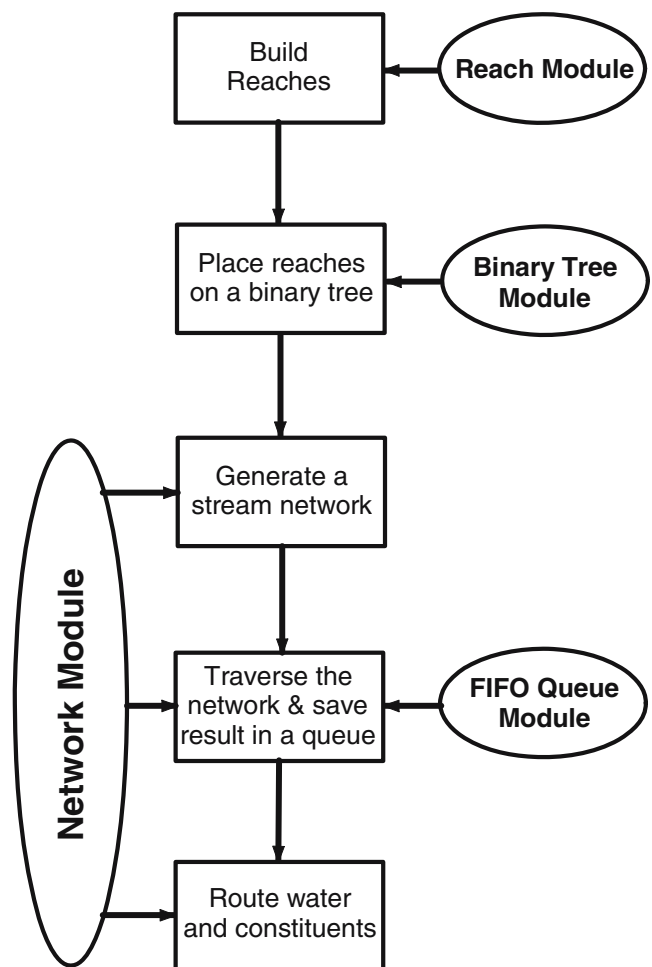 Build
Reaches
Reach Module
Place reaches
on a binary tree
Binary Tree
Module
Generate a
stream network
Network Module
Traverse the
network & save
result in a queue
FIFO Queue
Module
Route water
and constituents